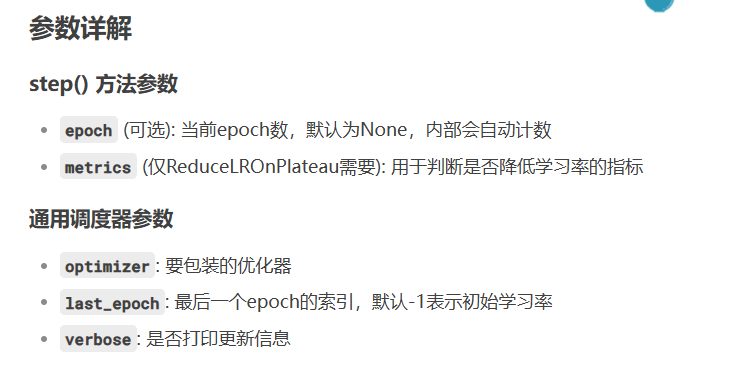 参数详解
step() 方法参数
epoch (可选): 当前epoch数，默认为None，内部会自动计数
metrics (仅ReduceLROnPlateau需要): 用于判断是否降低学习率的指标
通用调度器参数
optimizer: 要包装的优化器
last_epoch: 最后一个epoch的索引，默认-1表示初始学习率
verbose: 是否打印更新信息